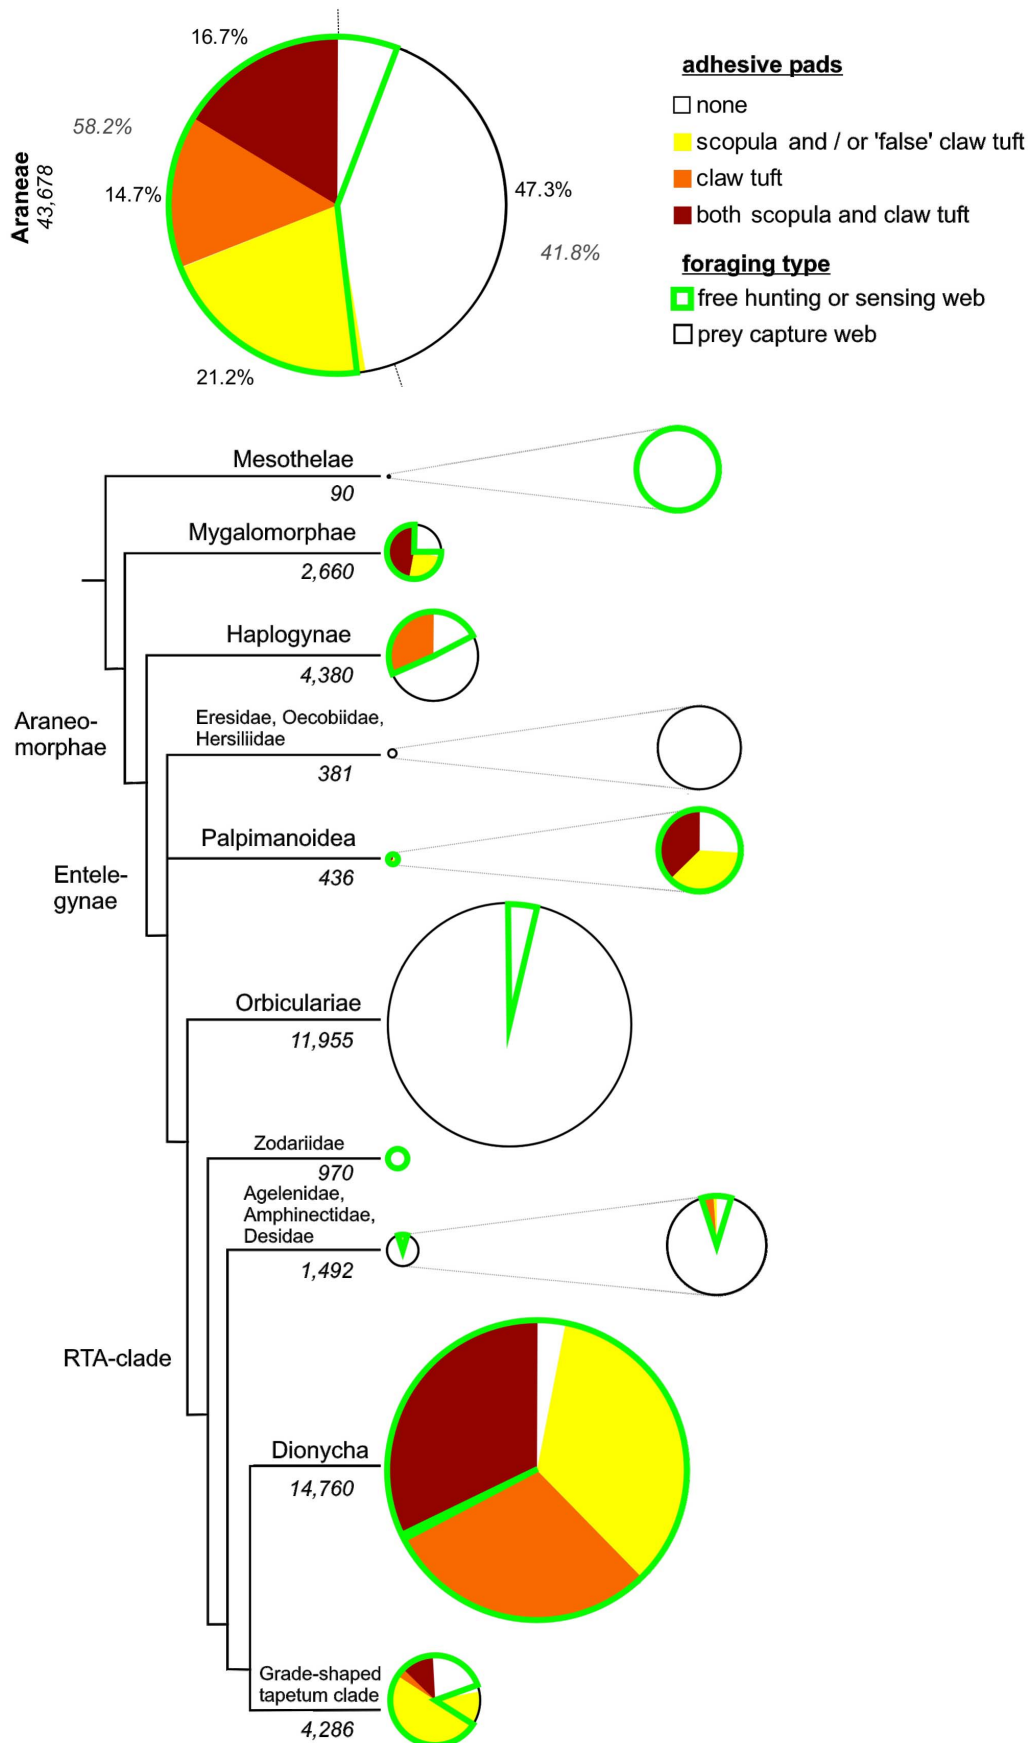 16.7%
58.2%
14.7%
Araneae
43,678
47.3%
41.8%
21.2%
adhesive pads
none
scopula and / or 'false' claw tuft
claw tuft
both scopula and claw tuft
foraging type
free hunting or sensing web
prey capture web
Mesothelae
90
Mygalomorphae
2,660
Haplogynae
4,380
Araneo-
morphae
Eresidae, Oecobiidae,
Hersiliidae
381
Palpimanoidea
436
Entele-
gynae
Orbiculariae
11,955
Zodariidae
970
Agelenidae,
Amphinectidae,
Desidae
1,492
RTA-clade
Dionycha
14,760
Grade-shaped
tapetum clade
4,286